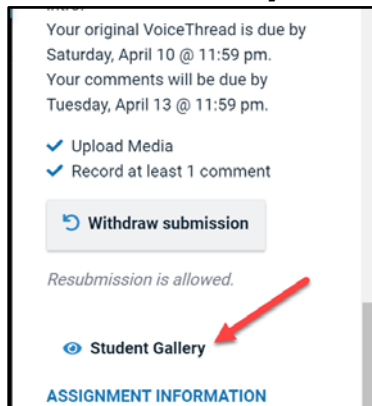 Intro:
Your original VoiceThread is due by
Saturday, April 10 @ 11:59 pm.
Your comments will be due by
Tuesday, April 13 @ 11:59 pm.
Upload Media
Record at least 1 comment
Withdraw submission
Resubmission is allowed.
Student Gallery
ASSIGNMENT INFORMATION